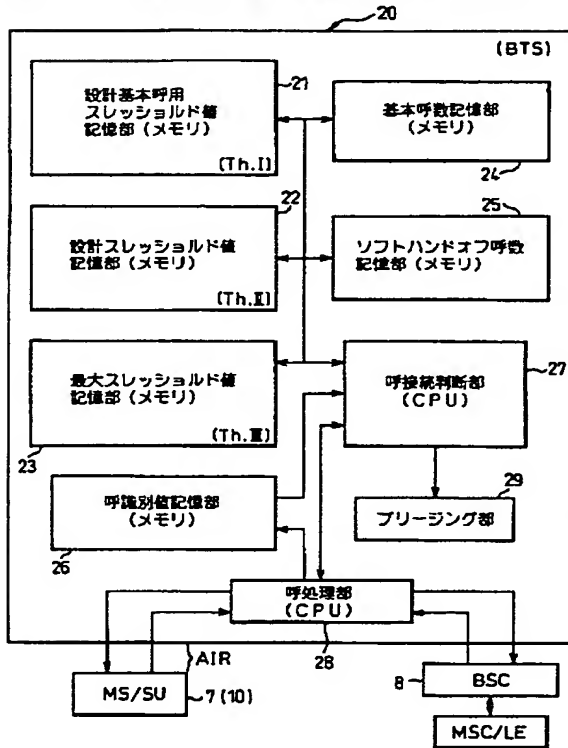 20
(BTS)
設計基本呼用
スレッショルド値
記憶部(メモリ)
(Th.I)
21
基本呼数記憶部
(メモリ)
24
設計スレッショルド値
記憶部(メモリ)
(Th.II)
22
ソフトハンドオフ呼数
記憶部(メモリ)
25
最大スレッショルド値
記憶部(メモリ)
(Th.III)
23
呼接続判断部
(CPU)
27
呼識別値記憶部
(メモリ)
26
ブリージング部
29
呼処理部
(CPU)
28
AIR
MS/SU
7(10)
8
BSC
MSC/LE